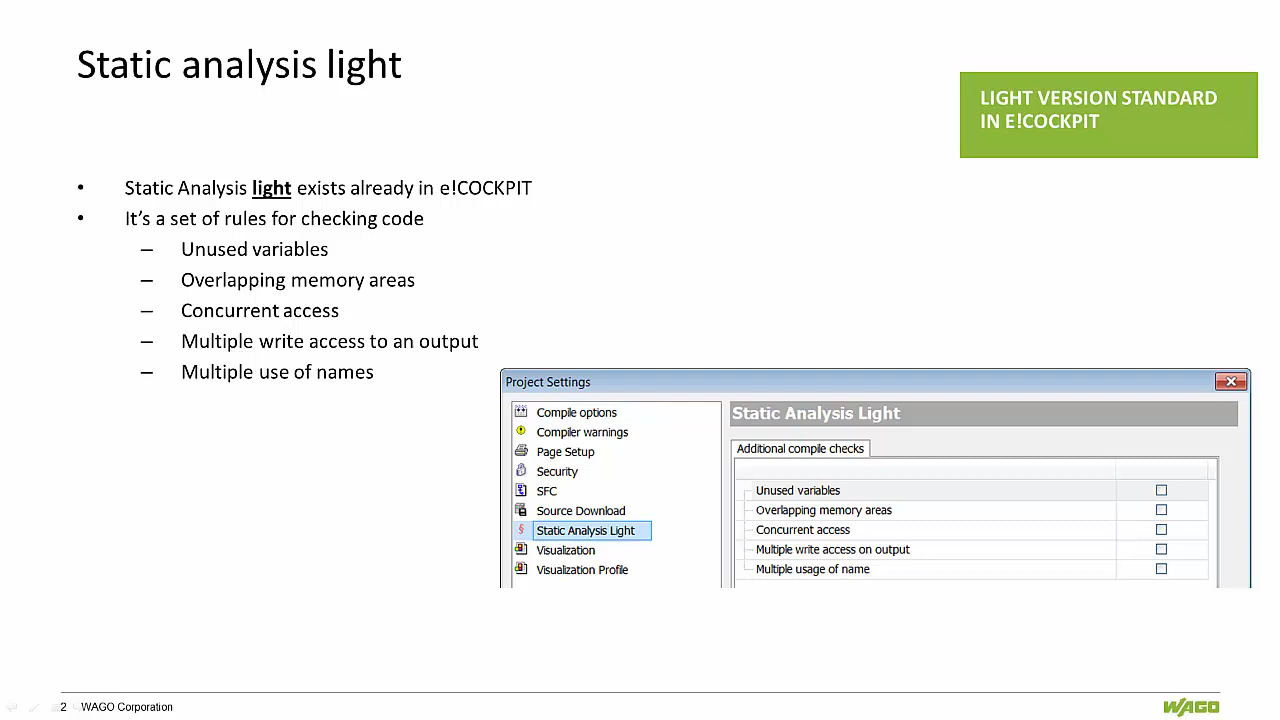 Static analysis light
LIGHT VERSION STANDARD
IN E!COCKPIT
• Static Analysis light exists already in e!COCKPIT
• It's a set of rules for checking code
– Unused variables
– Overlapping memory areas
– Concurrent access
– Multiple write access to an output
– Multiple use of names
Project Settings
Compile options
Compiler warnings
Page Setup
Security
SFC
Source Download
Static Analysis Light
Visualization
Visualization Profile
Static Analysis Light
Additional compile checks
Unused variables
Overlapping memory areas
Concurrent access
Multiple write access on output
Multiple usage of name
2 WAGO Corporation
WAGO